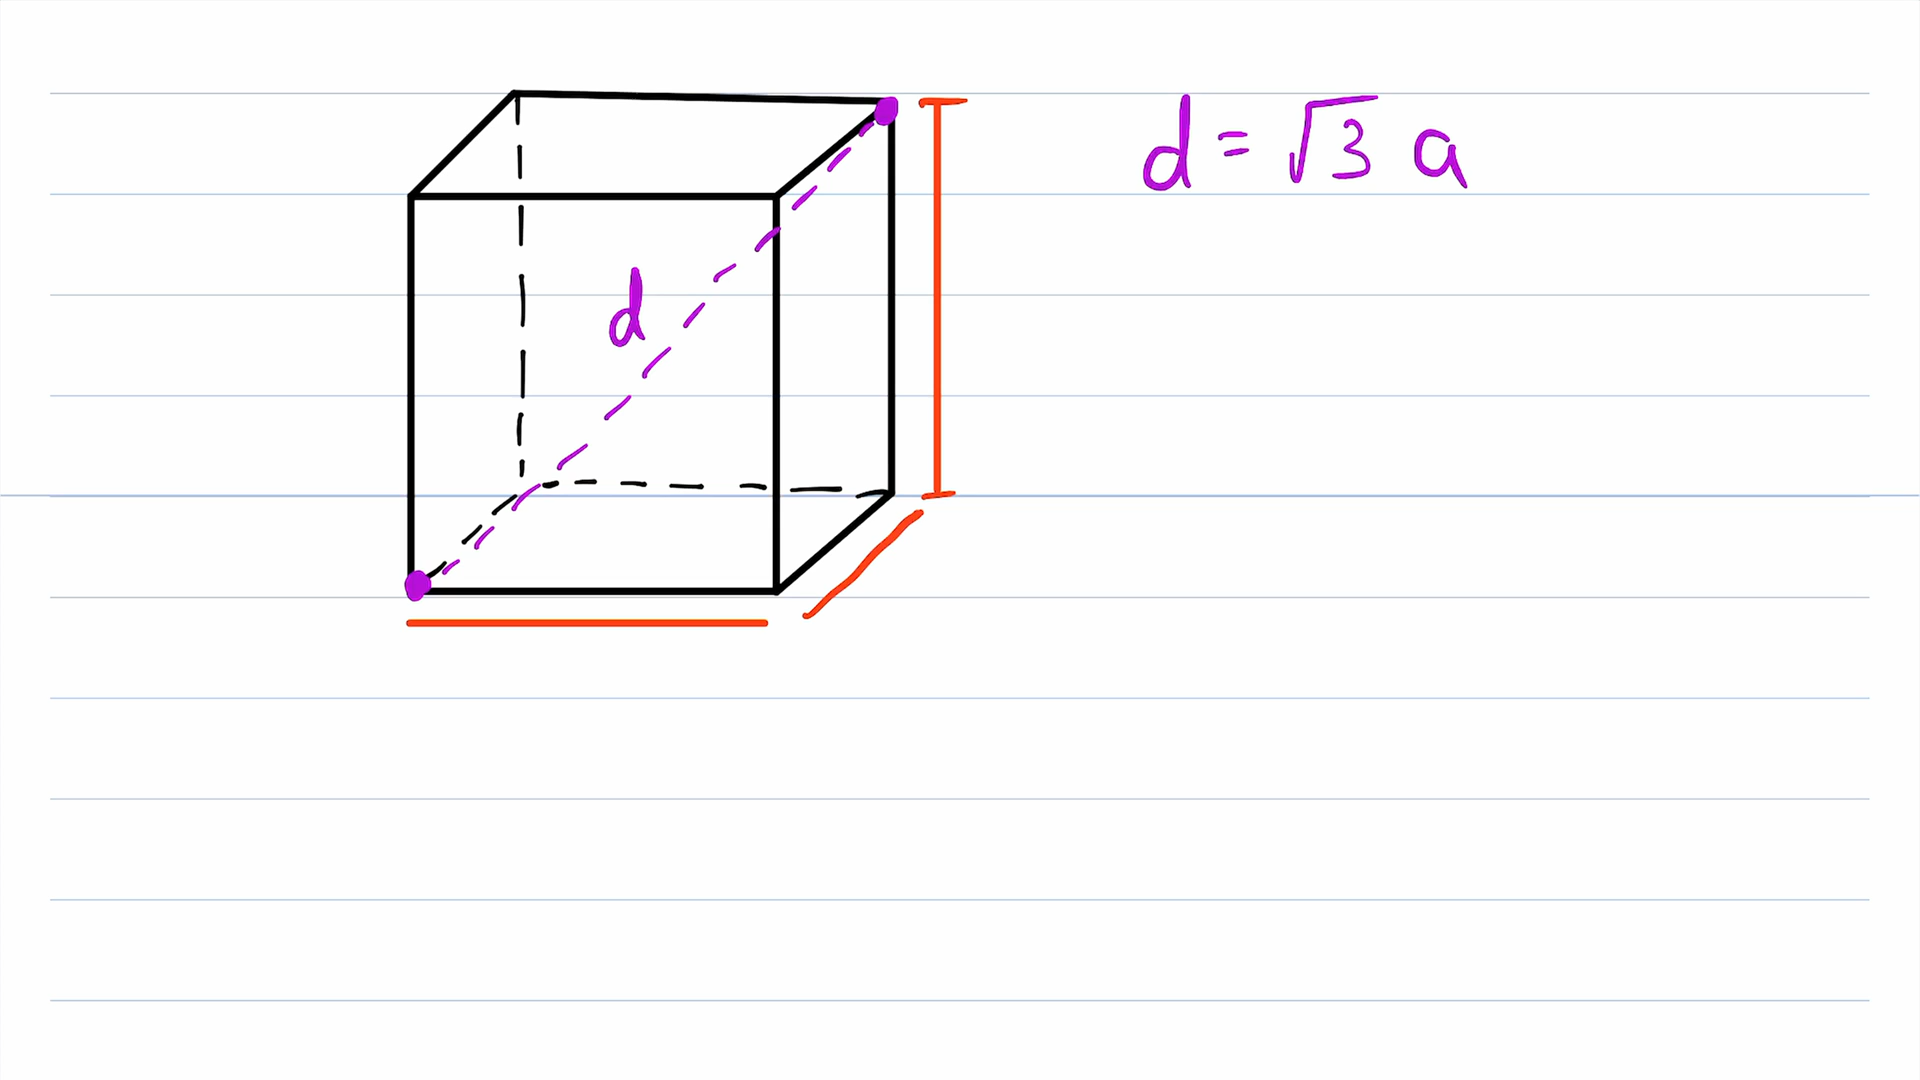 d = √3 a
d